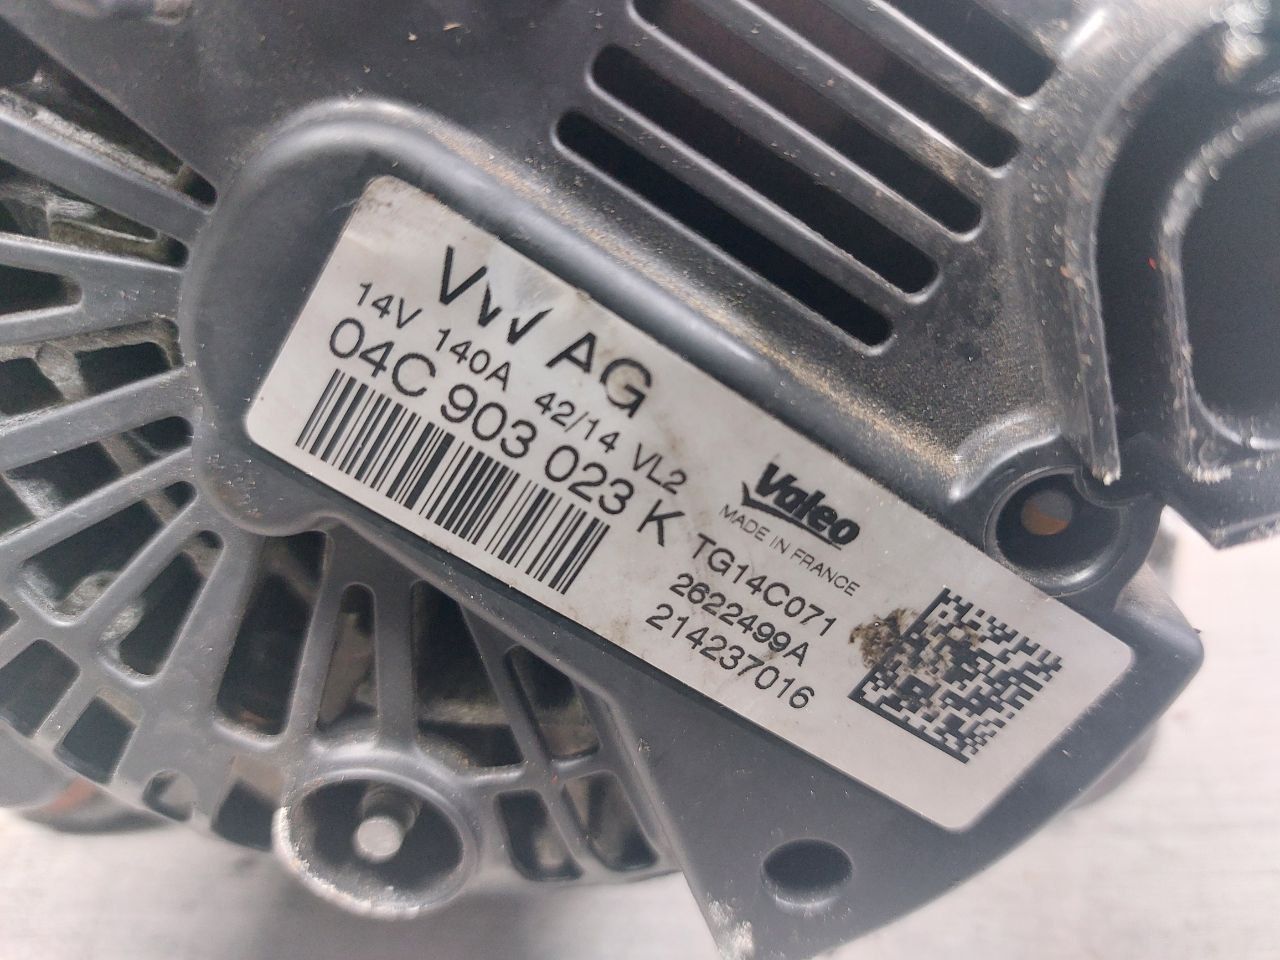 VW AG
14V 140A 42/14 VL2
04C 903 023 K
Valeo
MADE IN FRANCE
TG14C071
2622499A
214237016